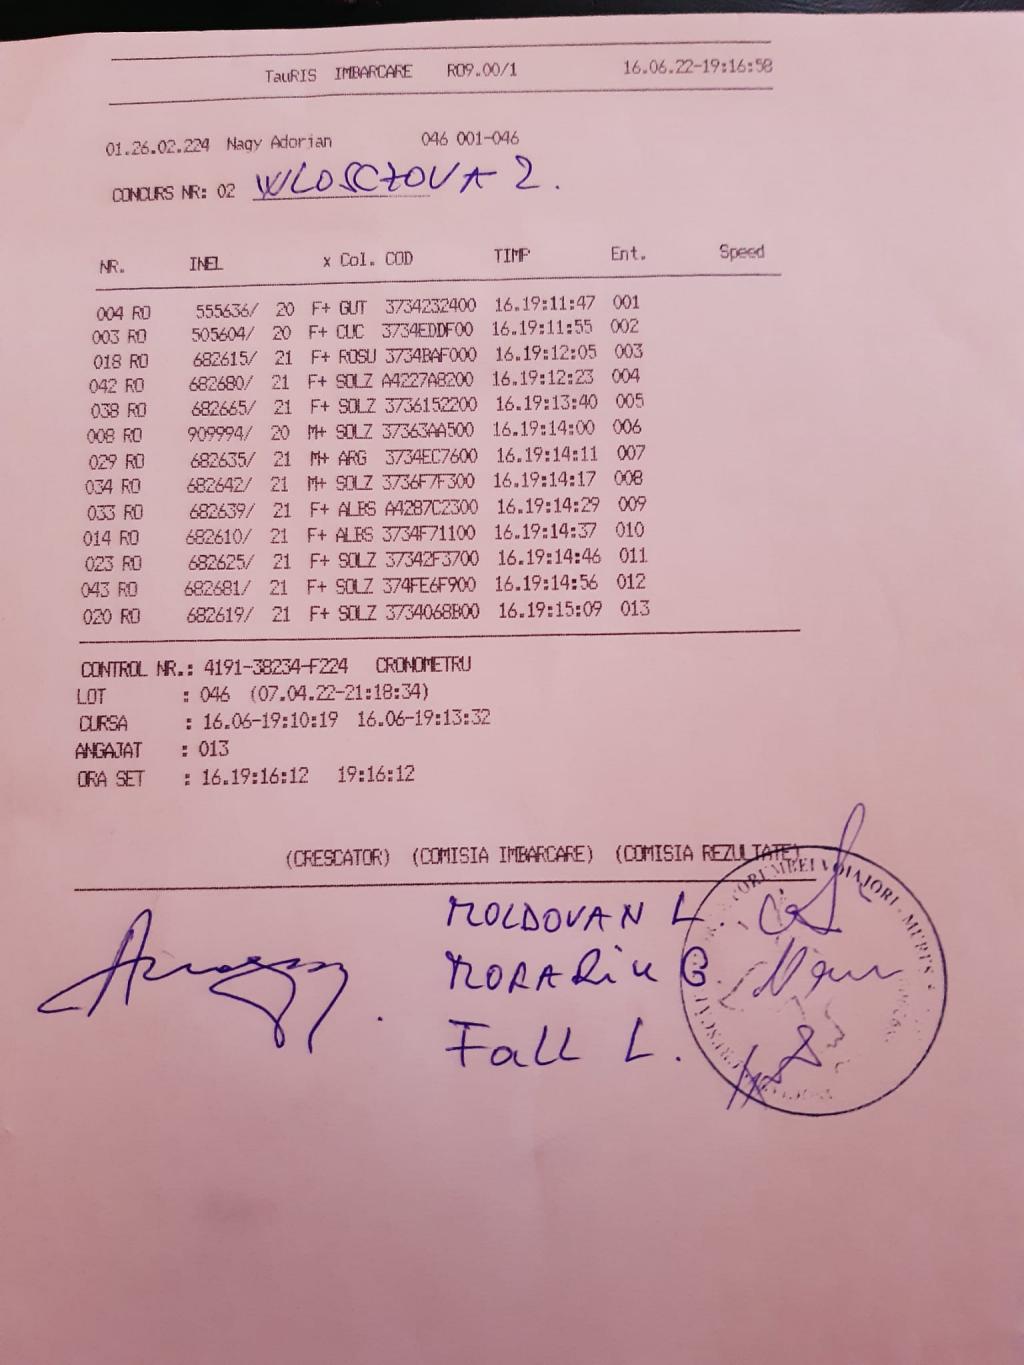 TauRIS IMBARCARE R09.00/1 16.06.22-19:16:58
01.26.02.224 Nagy Adorjan 046 001-046
CONCURS NR: 02 WLOSCZOVA 2.
NR. INEL x Col. COD TIMP Ent. Speed
004 RO 555636/ 20 F+ GUT 3734232400 16.19:11:47 001
003 RO 505604/ 20 F+ CUC 3734EDDF00 16.19:11:55 002
018 RO 682615/ 21 F+ ROSU 3734BAF000 16.19:12:05 003
042 RO 682680/ 21 F+ SOLZ A4227A8200 16.19:12:23 004
038 RO 682665/ 21 F+ SOLZ 3736152200 16.19:13:40 005
008 RO 909994/ 20 M+ SOLZ 37363AA500 16.19:14:00 006
029 RO 682635/ 21 M+ ARG 3734EC7600 16.19:14:11 007
034 RO 682642/ 21 M+ SOLZ 3736F7F300 16.19:14:17 008
033 RO 682639/ 21 F+ ALBS A4287C2300 16.19:14:29 009
014 RO 682610/ 21 F+ ALBS 3734F71100 16.19:14:37 010
023 RO 682625/ 21 F+ SOLZ 37342F3700 16.19:14:46 011
043 RO 682681/ 21 F+ SOLZ 374FE6F900 16.19:14:56 012
020 RO 682619/ 21 F+ SOLZ 3734068B00 16.19:15:09 013
CONTROL NR.: 4191-38234-F224 CRONOMETRU
LOT : 046 (07.04.22-21:18:34)
CURSA : 16.06-19:10:19 16.06-19:13:32
ANGAJAT : 013
ORA SET : 16.19:16:12 19:16:12
(CRESCATOR) (COMISIA IMBARCARE) (COMISIA REZULTATE)
MOLDOVAN L.
MORARiu G.
Fall L.